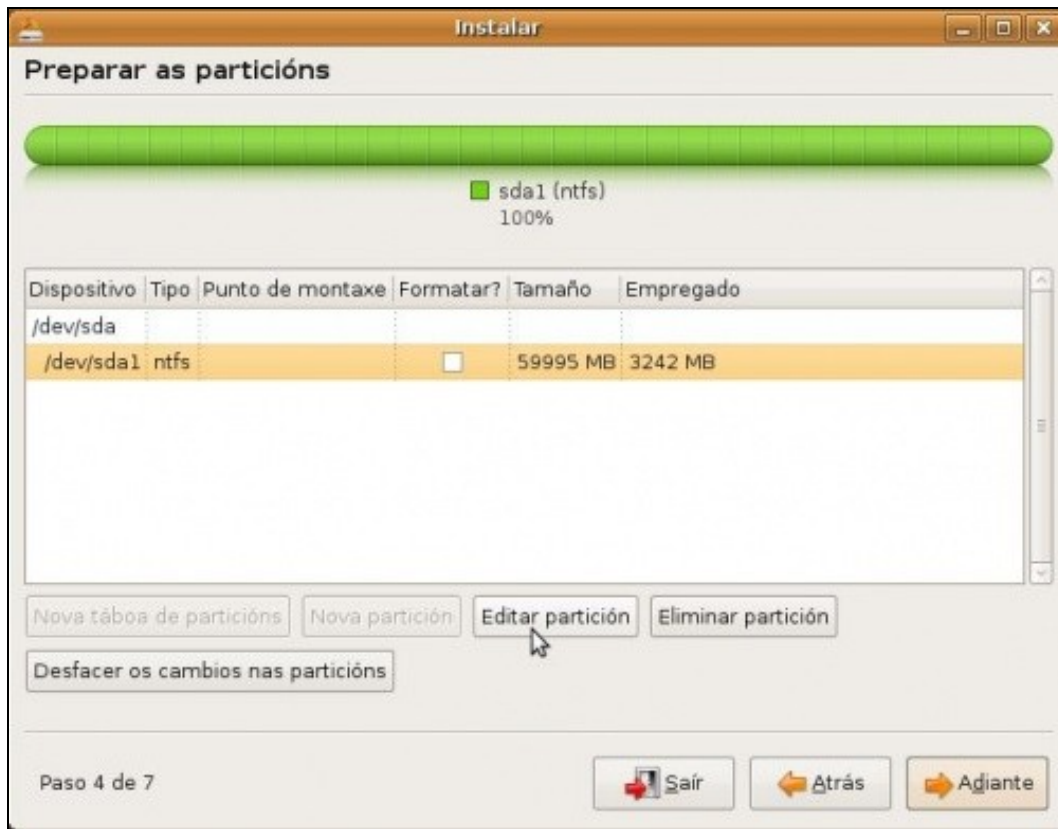 Instalar
Preparar as particións
sda1 (ntfs)
100%
Dispositivo Tipo Punto de montaxe Formatar? Tamaño Empregado
/dev/sda
/dev/sda1 ntfs 59995 MB 3242 MB
Nova táboa de particións Nova partición Editar partición Eliminar partición
Desfacer os cambios nas particións
Paso 4 de 7 Saír Atrás Adiante